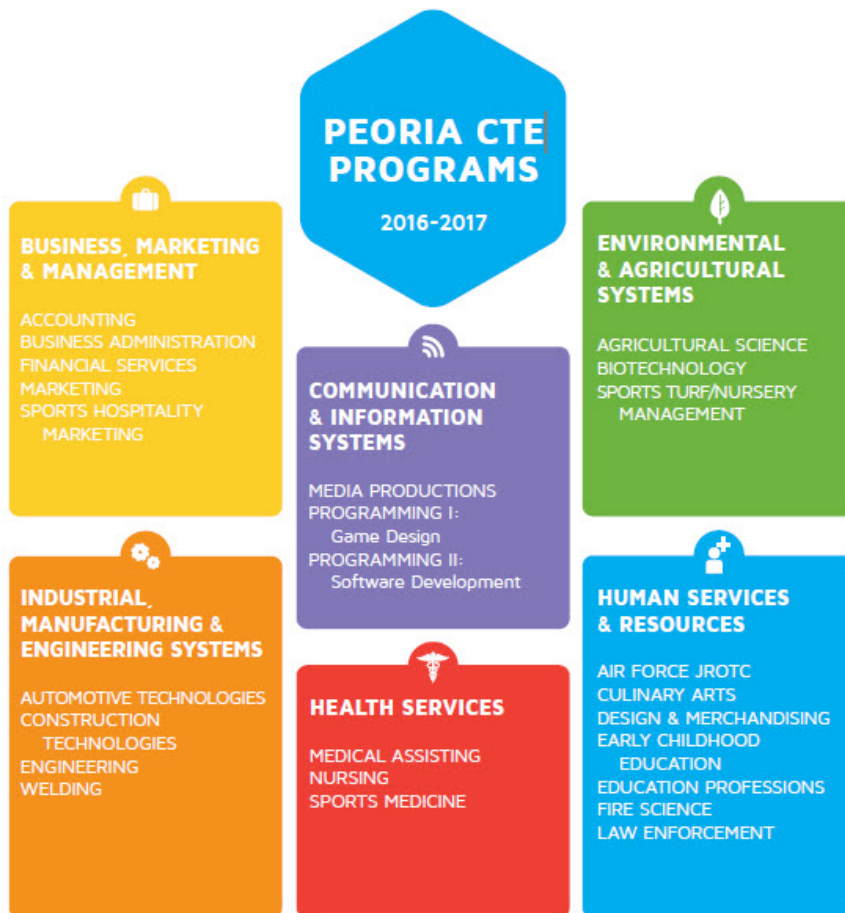 PEORIA CTE
PROGRAMS
2016-2017
BUSINESS, MARKETING
& MANAGEMENT
ACCOUNTING
BUSINESS ADMINISTRATION
FINANCIAL SERVICES
MARKETING
SPORTS HOSPITALITY
MARKETING
COMMUNICATION
& INFORMATION
SYSTEMS
MEDIA PRODUCTIONS
PROGRAMMING I:
Game Design
PROGRAMMING II:
Software Development
ENVIRONMENTAL
& AGRICULTURAL
SYSTEMS
AGRICULTURAL SCIENCE
BIOTECHNOLOGY
SPORTS TURF/NURSERY
MANAGEMENT
INDUSTRIAL,
MANUFACTURING &
ENGINEERING SYSTEMS
AUTOMOTIVE TECHNOLOGIES
CONSTRUCTION
TECHNOLOGIES
ENGINEERING
WELDING
HEALTH SERVICES
MEDICAL ASSISTING
NURSING
SPORTS MEDICINE
HUMAN SERVICES
& RESOURCES
AIR FORCE JROTC
CULINARY ARTS
DESIGN & MERCHANDISING
EARLY CHILDHOOD
EDUCATION
EDUCATION PROFESSIONS
FIRE SCIENCE
LAW ENFORCEMENT